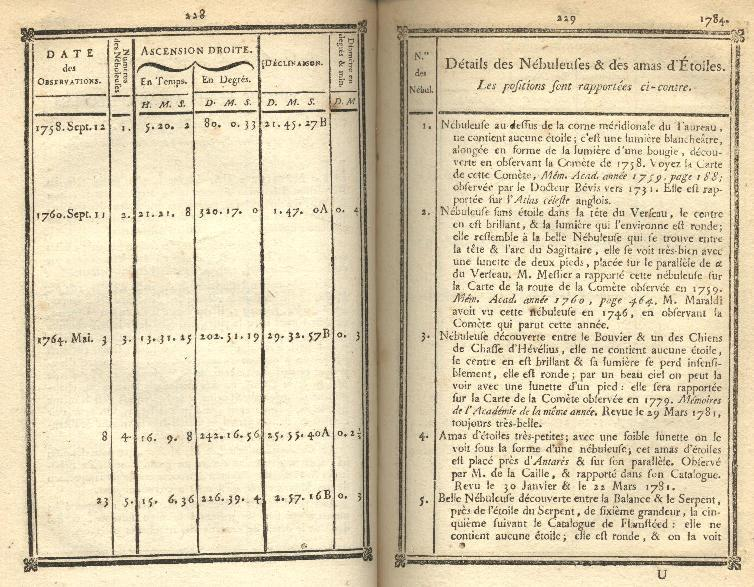 228
DATE
des
OBSERVATIONS.
Numéros
des Nébuleuses
ASCENSION DROITE.
En Temps. En Degrés.
DÉCLINAISON.
Diametre en
degrés & min.
H. M. S. D. M. S. D. M. S. D. M
1758. Sept. 12 1. 5. 20. 2 80. 0. 33 21. 45. 27B
1760. Sept. 11 2. 21. 21. 8 320. 17. 0 1. 47. 0A 0. 4
1764. Mai. 3 3. 13. 31. 25 202. 51. 19 29. 32. 57B 0. 3
8 4. 16. 9. 8 242. 16. 56 25. 55. 40A 0. 2½
23 5. 15. 6. 36 226. 39. 4 2. 57. 16B 0. 3
229 1784.
N.os
des
Nébul.
Détails des Nébuleuſes & des amas d'Étoiles.
Les poſitions ſont rapportées ci-contre.
1. Nébuleuſe au-deſſus de la corne méridionale du Taureau,
ne contient aucune étoile; c'eſt une lumière blancheâtre,
alongée en forme de la lumière d'une bougie, décou-
verte en obſervant la Comète de 1758. Voyez la Carte
de cette Comète, Mém. Acad. année 1759, page 188;
obſervée par le Docteur Bévis vers 1731. Elle eſt rap-
portée ſur l'Atlas céleſte anglois.
2. Nébuleuſe ſans étoile dans la tête du Verſeau, le centre
en eſt brillant, & la lumière qui l'environne eſt ronde;
elle reſſemble à la belle Nébuleuſe qui ſe trouve entre
la tête & l'arc du Sagittaire, elle ſe voit très-bien avec
une lunette de deux pieds, placée ſur le parallèle de α
du Verſeau. M. Meſſier a rapporté cette nébuleuſe ſur
la Carte de la route de la Comète obſervée en 1759.
Mém. Acad. année 1760, page 464. M. Maraldi
avoit vu cette nébuleuſe en 1746, en obſervant la
Comète qui parut cette année.
3. Nébuleuſe découverte entre le Bouvier & un des Chiens
de Chaſſe d'Hévélius, elle ne contient aucune étoile,
le centre en eſt brillant & ſa lumière ſe perd inſenſi-
blement, elle eſt ronde; par un beau ciel on peut la
voir avec une lunette d'un pied: elle ſera rapportée
ſur la Carte de la Comète obſervée en 1779. Mémoires
de l'Académie de la même année. Revue le 29 Mars 1781,
toujours très-belle.
4. Amas d'étoiles très-petites; avec une foible lunette on le
voit ſous la forme d'une nébuleuſe; cet amas d'étoiles
eſt placé près d'Antarès & ſur ſon parallèle. Obſervé
par M. de la Caille, & rapporté dans ſon Catalogue.
Revu le 30 Janvier & le 22 Mars 1781.
5. Belle Nébuleuſe découverte entre la Balance & le Serpent,
près de l'étoile du Serpent, de ſixième grandeur, la cin-
quième ſuivant le Catalogue de Flamſtéed: elle ne
contient aucune étoile; elle eſt ronde, & on la voit
U